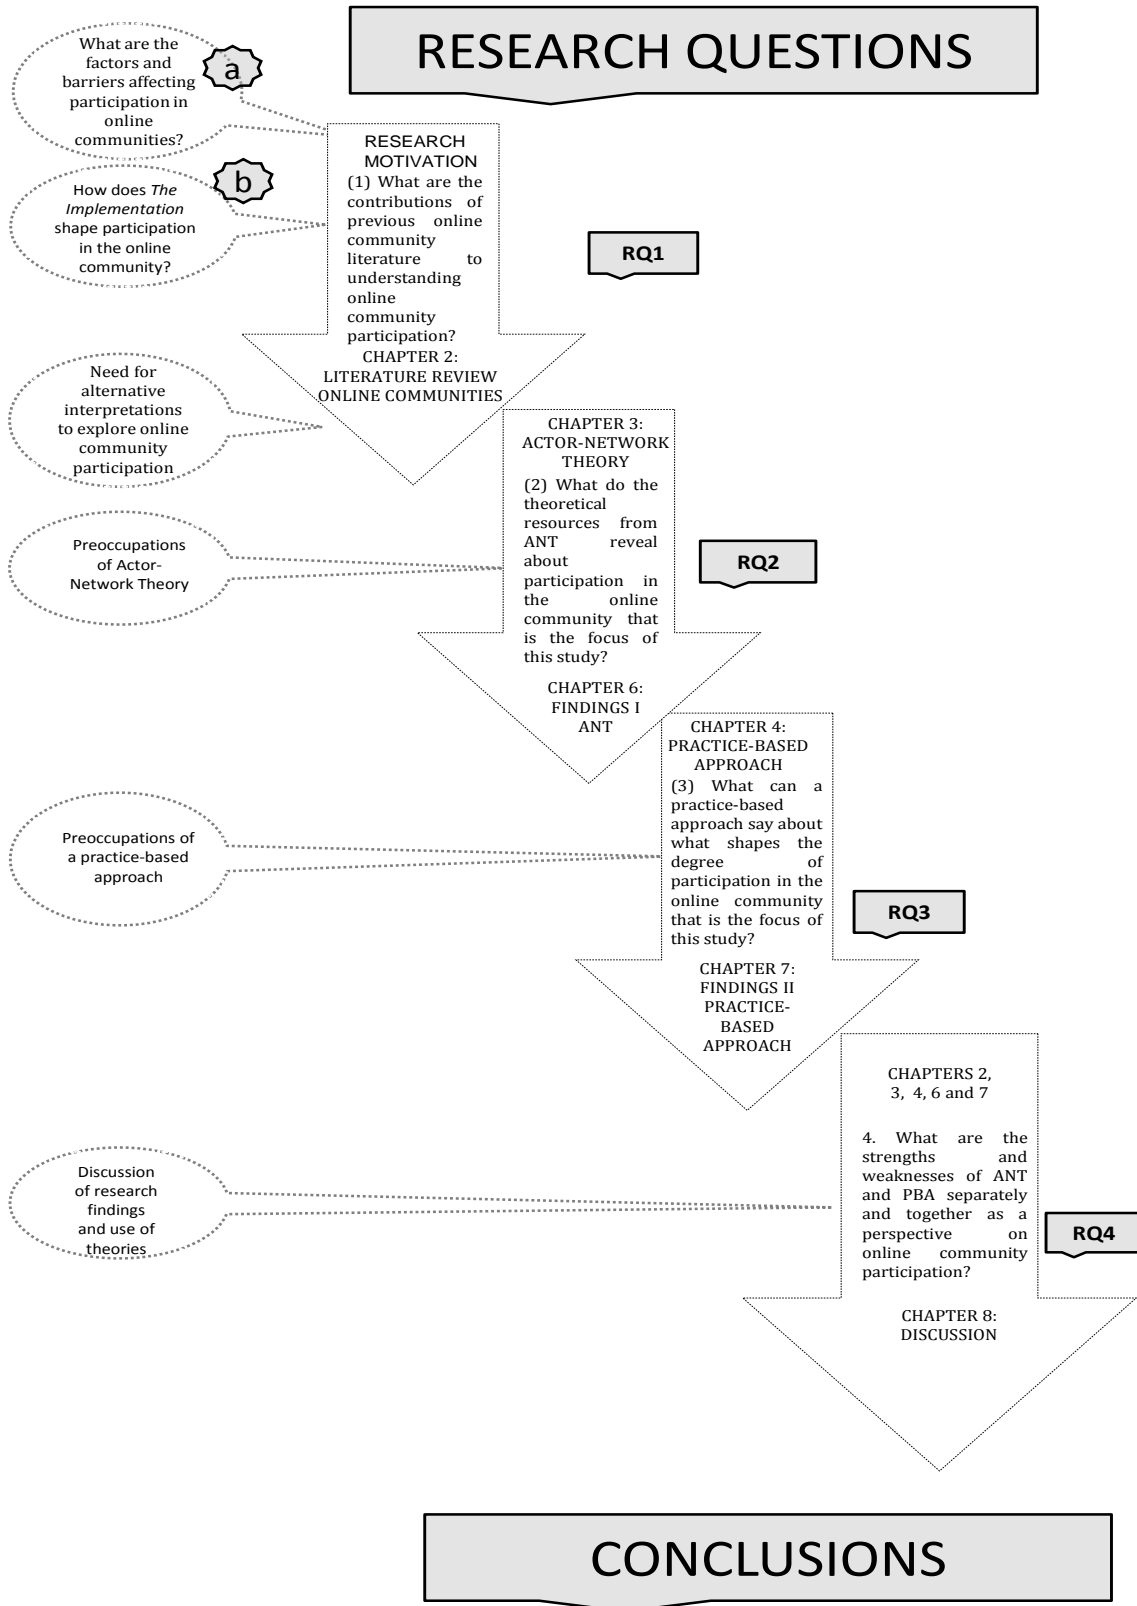 RESEARCH QUESTIONS
What are the
factors and
barriers affecting
participation in
online
communities?
a
How does The
Implementation
shape participation
in the online
community?
b
RESEARCH
MOTIVATION
(1) What are the
contributions of
previous online
community
literature to
understanding
online
community
participation?
CHAPTER 2:
LITERATURE REVIEW
ONLINE COMMUNITIES
RQ1
Need for
alternative
interpretations
to explore online
community
participation
CHAPTER 3:
ACTOR-NETWORK
THEORY
(2) What do the
theoretical
resources from
ANT reveal
about
participation in
the online
community that
is the focus of
this study?
CHAPTER 6:
FINDINGS I
ANT
RQ2
Preoccupations
of Actor-
Network Theory
CHAPTER 4:
PRACTICE-BASED
APPROACH
(3) What can a
practice-based
approach say about
what shapes the
degree of
participation in the
online community
that is the focus of
this study?
CHAPTER 7:
FINDINGS II
PRACTICE-
BASED
APPROACH
RQ3
Preoccupations of
a practice-based
approach
CHAPTERS 2,
3, 4, 6 and 7
4. What are the
strengths and
weaknesses of ANT
and PBA separately
and together as a
perspective on
online community
participation?
CHAPTER 8:
DISCUSSION
RQ4
Discussion
of research
findings
and use of
theories
CONCLUSIONS